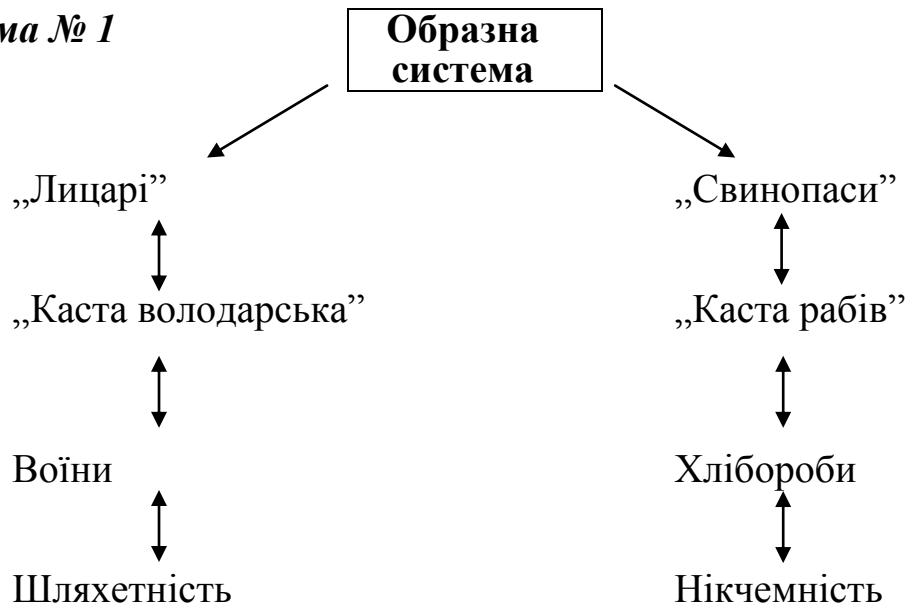 ма № 1
Образна
система
„Лицарі”
„Свинопаси”
„Каста володарська”
„Каста рабів”
Воїни
Хлібороби
Шляхетність
Нікчемність